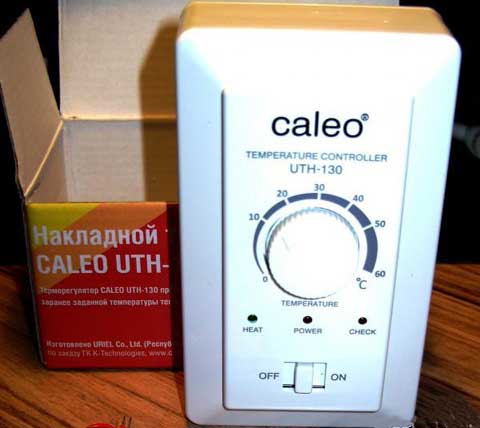 caleo®
TEMPERATURE CONTROLLER
UTH-130
0 10 20 30 40 50 60
°C
TEMPERATURE
HEAT POWER CHECK
OFF ON
Накладной
CALEO UTH-
Терморегулятор CALEO UTH-130
заранее заданной температуры
Изготовлено URIEL Co., Ltd.
по заказу ТК K-Technologies, www.